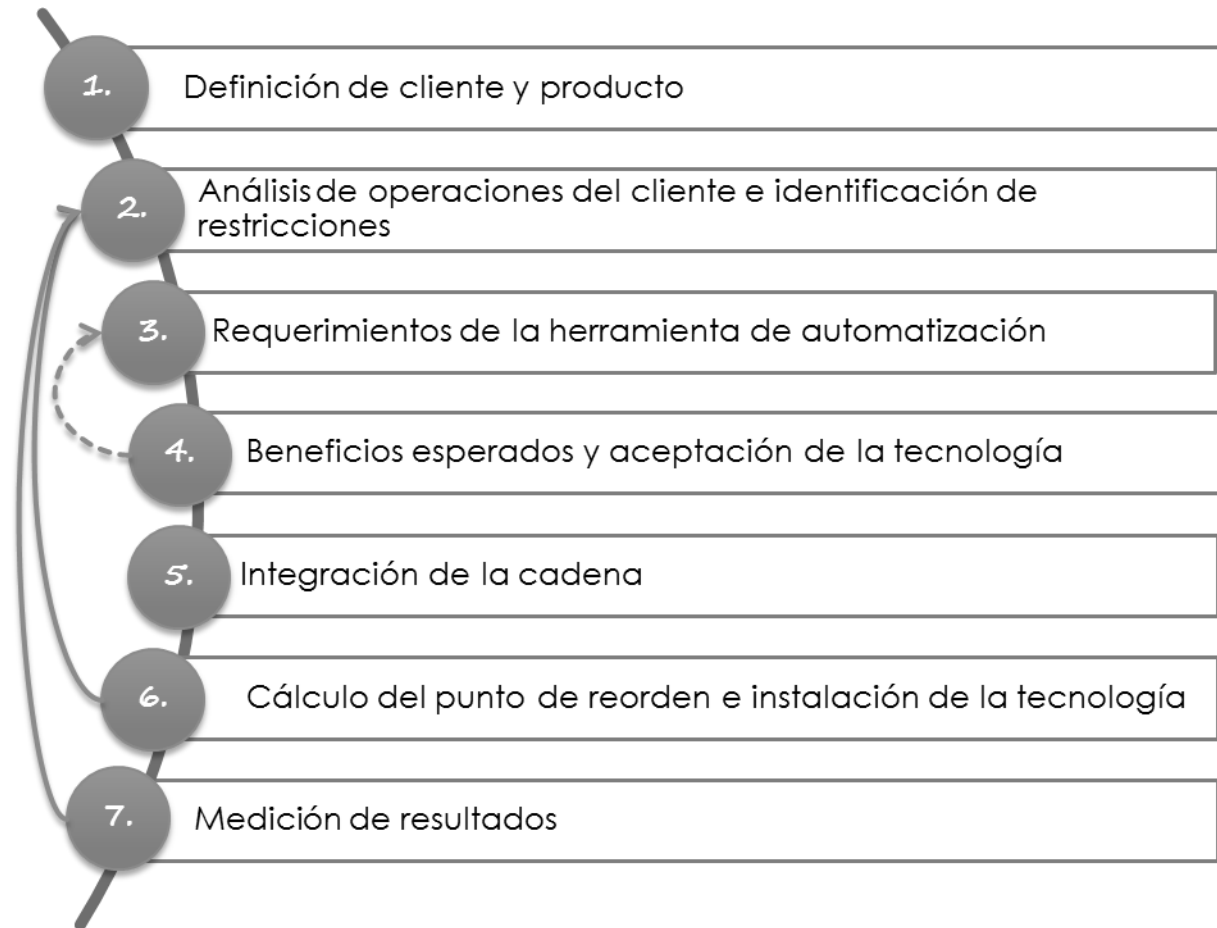 1. Definición de cliente y producto
2. Análisis de operaciones del cliente e identificación de
restricciones
3. Requerimientos de la herramienta de automatización
4. Beneficios esperados y aceptación de la tecnología
5. Integración de la cadena
6. Cálculo del punto de reorden e instalación de la tecnología
7. Medición de resultados